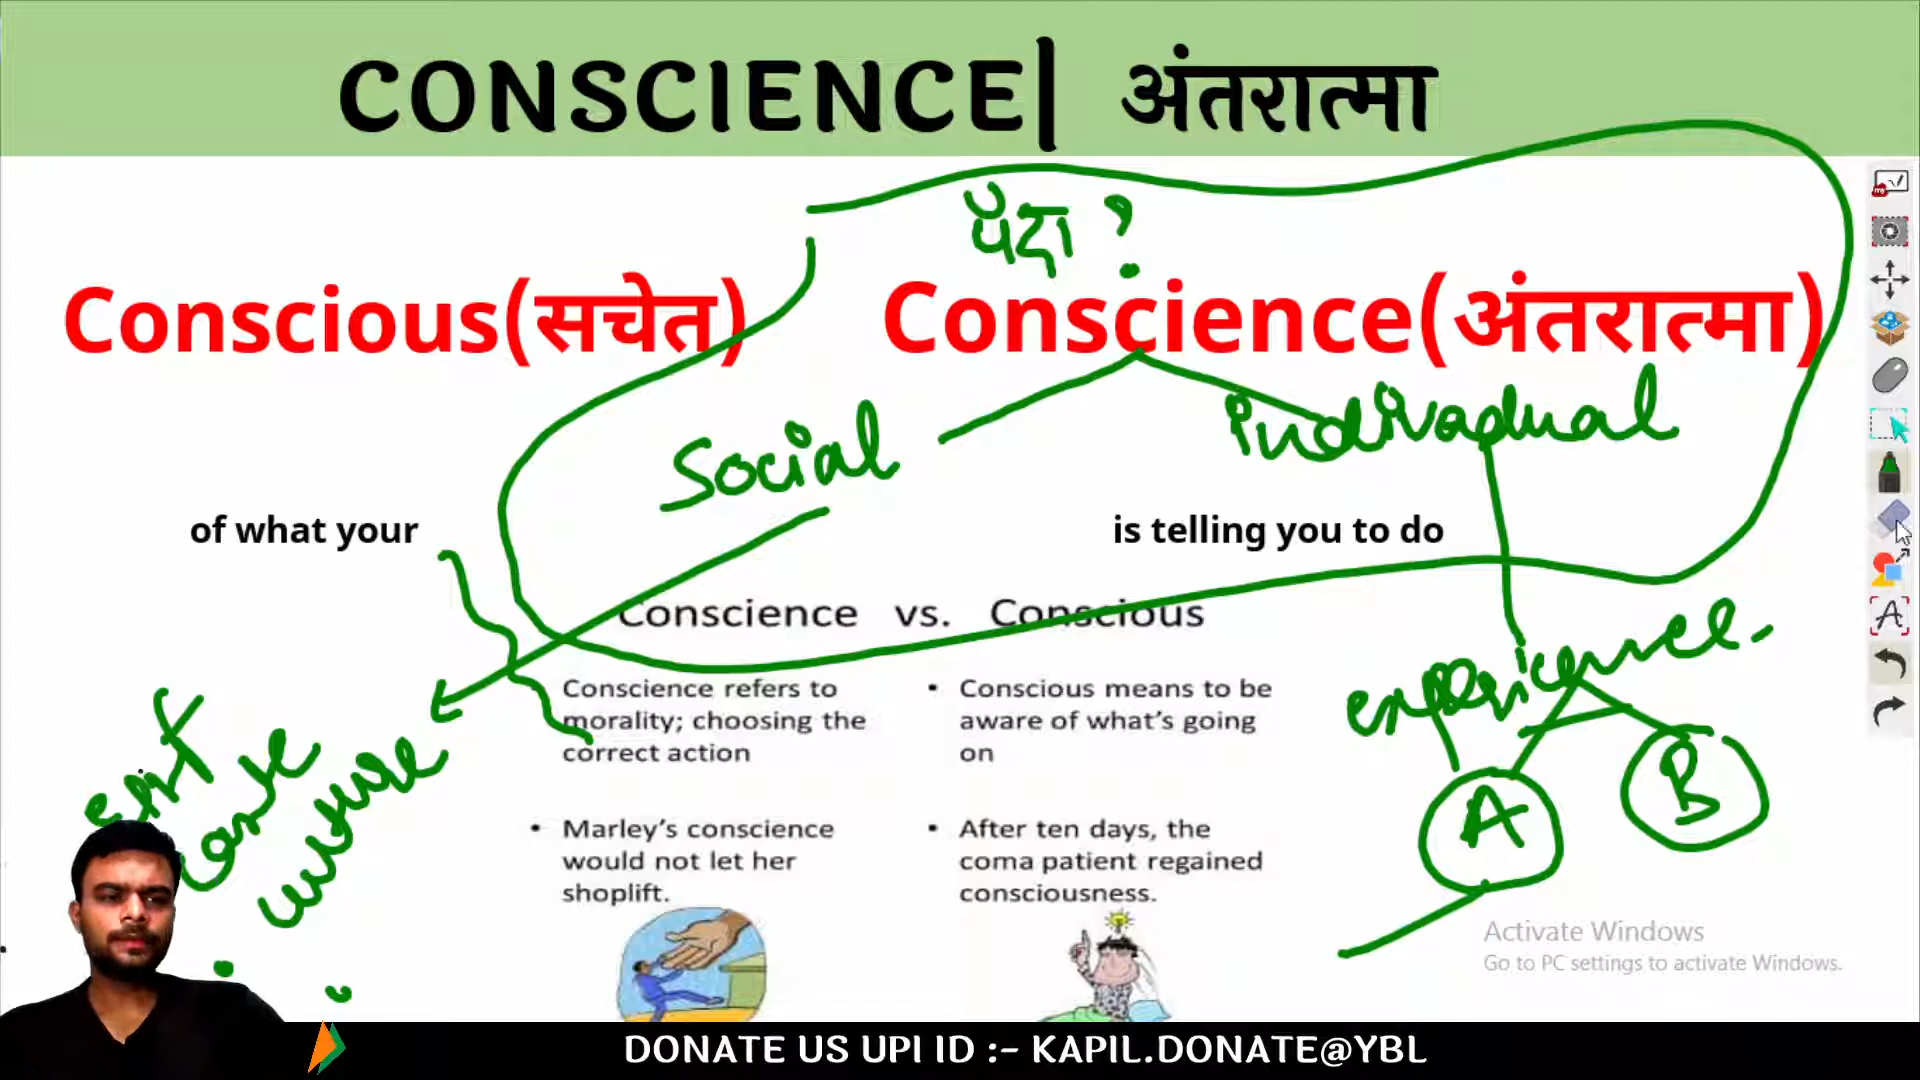 CONSCIENCE| अंतरात्मा
पैदा ?
Conscious(सचेत) Conscience(अंतरात्मा)
Social indivadual
of what your is telling you to do
Conscience vs. Conscious
experience.
Conscience refers to
morality; choosing the
correct action
• Conscious means to be
aware of what's going
on
caste
A B
• Marley's conscience
would not let her
shoplift.
• After ten days, the
coma patient regained
consciousness.
Activate Windows
Go to PC settings to activate Windows.
DONATE US UPI ID :- KAPIL.DONATE@YBL